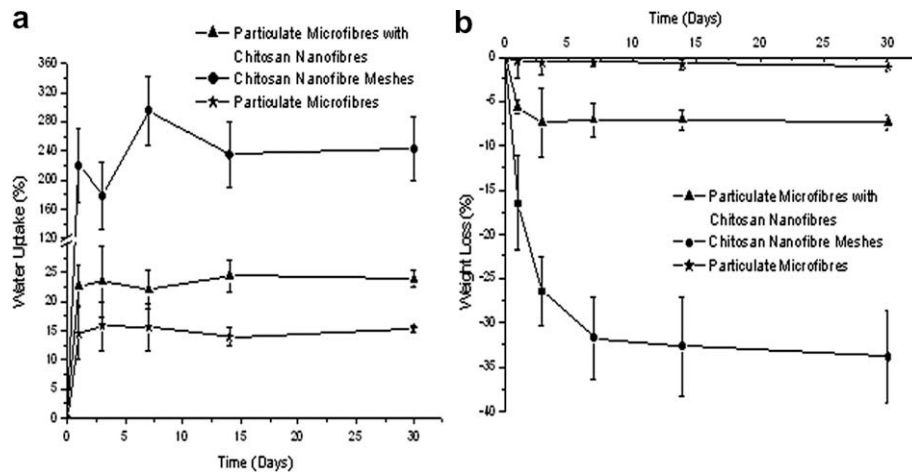 a
Particulate Microfibres with
Chitosan Nanofibres
Chitosan Nanofibre Meshes
Particulate Microfibres
360
320
280
240
200
160
120
25
20
15
10
5
0
Water Uptake (%)
0 5 10 15 20 25 30
Time (Days)
b
Time (Days)
0 5 10 15 20 25 30
0
-5
-10
-15
-20
-25
-30
-35
-40
Weight Loss (%)
Particulate Microfibres with
Chitosan Nanofibres
Chitosan Nanofibre Meshes
Particulate Microfibres